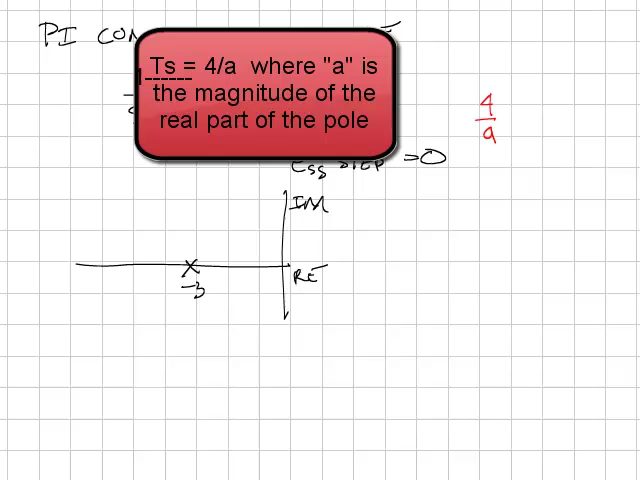 PI CON
Ts = 4/a where "a" is
the magnitude of the
real part of the pole
4
a
ESS STEP = 0
IM
RE
-3